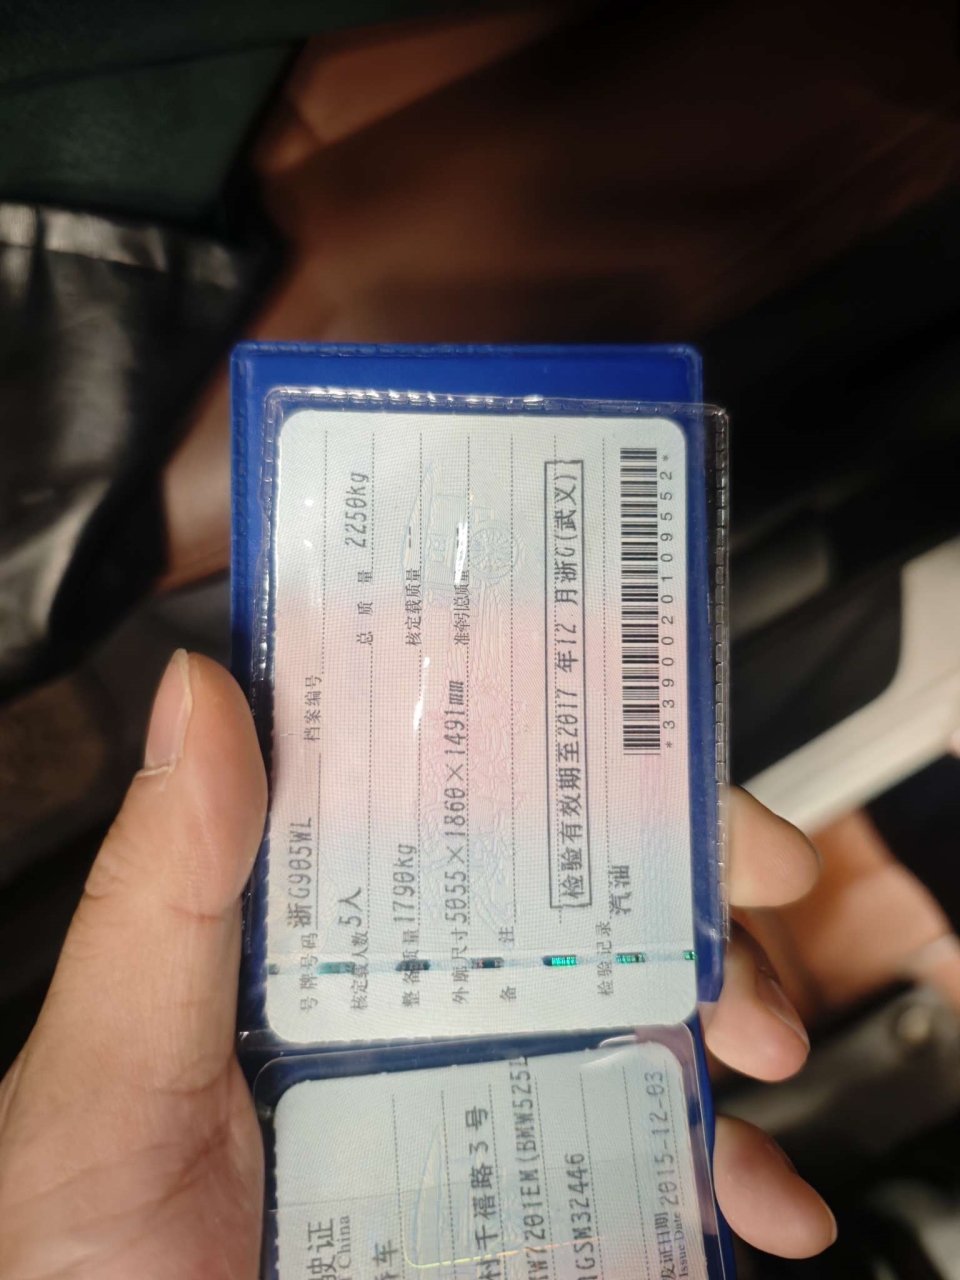 号牌号码 浙G905WL 档案编号
核定载人数 5人 总质量 2250kg
整备质量 1790kg 核定载质量 --
外廓尺寸 5055×1860×1491mm 准牵引总质量
备注
检验有效期至2017年12月浙G(武义)
检验记录
汽油
*3390020109552*
驶证
China
车
村千禧路3号
W7201EM(BMW525
1GSM32446
发证日期 2015-12-03
Issue Date